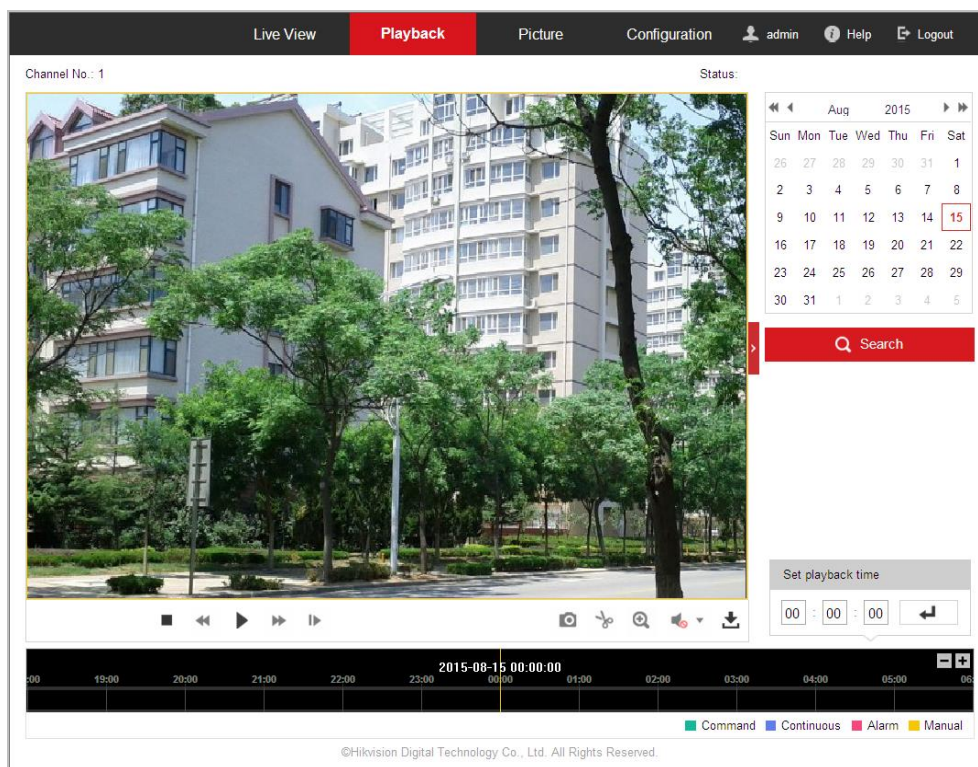 Live View Playback Picture Configuration admin Help Logout
Channel No.: 1 Status:
Aug 2015
Sun Mon Tue Wed Thu Fri Sat
26 27 28 29 30 31 1
2 3 4 5 6 7 8
9 10 11 12 13 14 15
16 17 18 19 20 21 22
23 24 25 26 27 28 29
30 31 1 2 3 4 5
Search
Set playback time
00 : 00 : 00
2015-08-15 00:00:00
:00 19:00 20:00 21:00 22:00 23:00 00:00 01:00 02:00 03:00 04:00 05:00 06:
Command Continuous Alarm Manual
©Hikvision Digital Technology Co., Ltd. All Rights Reserved.